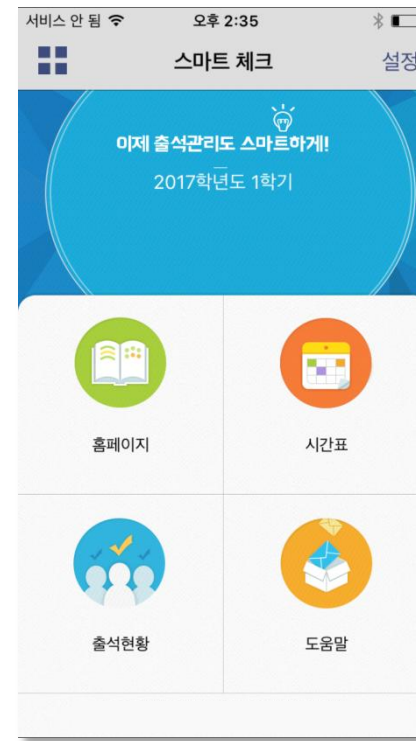 서비스 안 됨 오후 2:35
스마트 체크 설정
이제 출석관리도 스마트하게!
2017학년도 1학기
홈페이지 시간표
출석현황 도움말